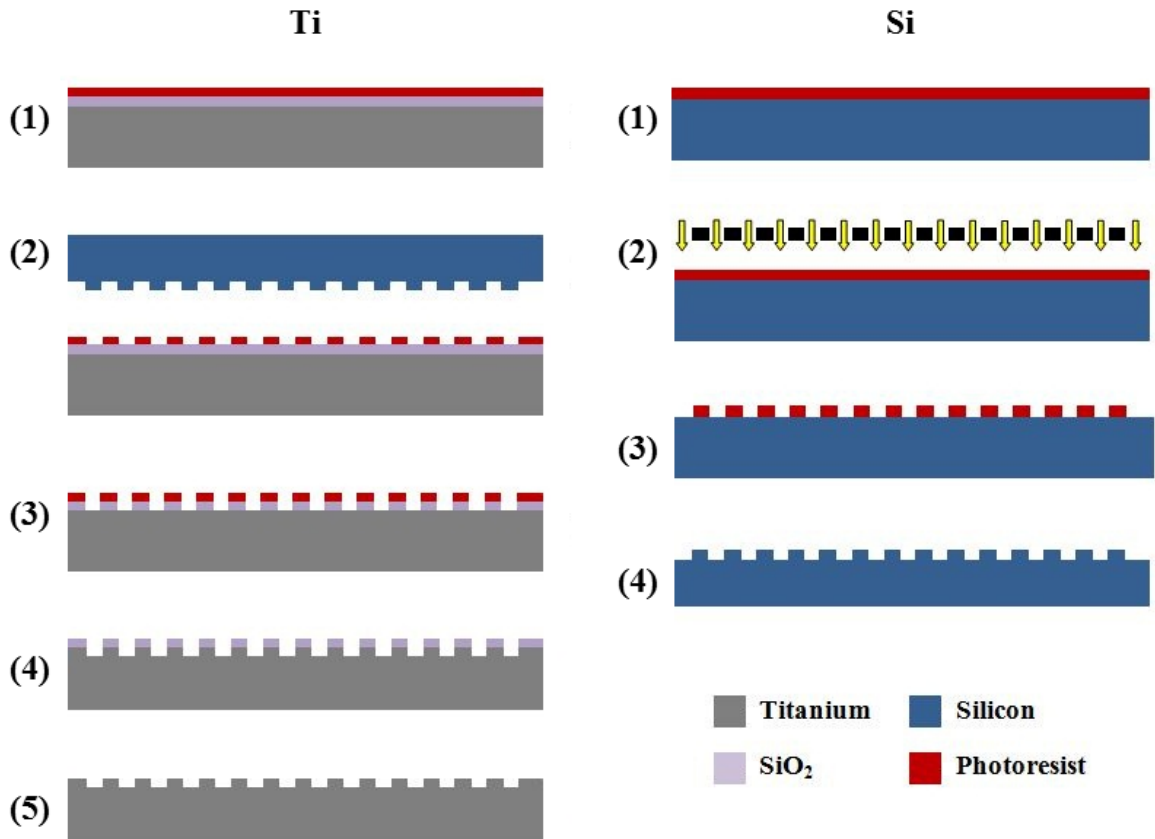 Ti
(1)
(2)
(3)
(4)
(5)
Si
(1)
(2)
(3)
(4)
Titanium
Silicon
SiO₂
Photoresist